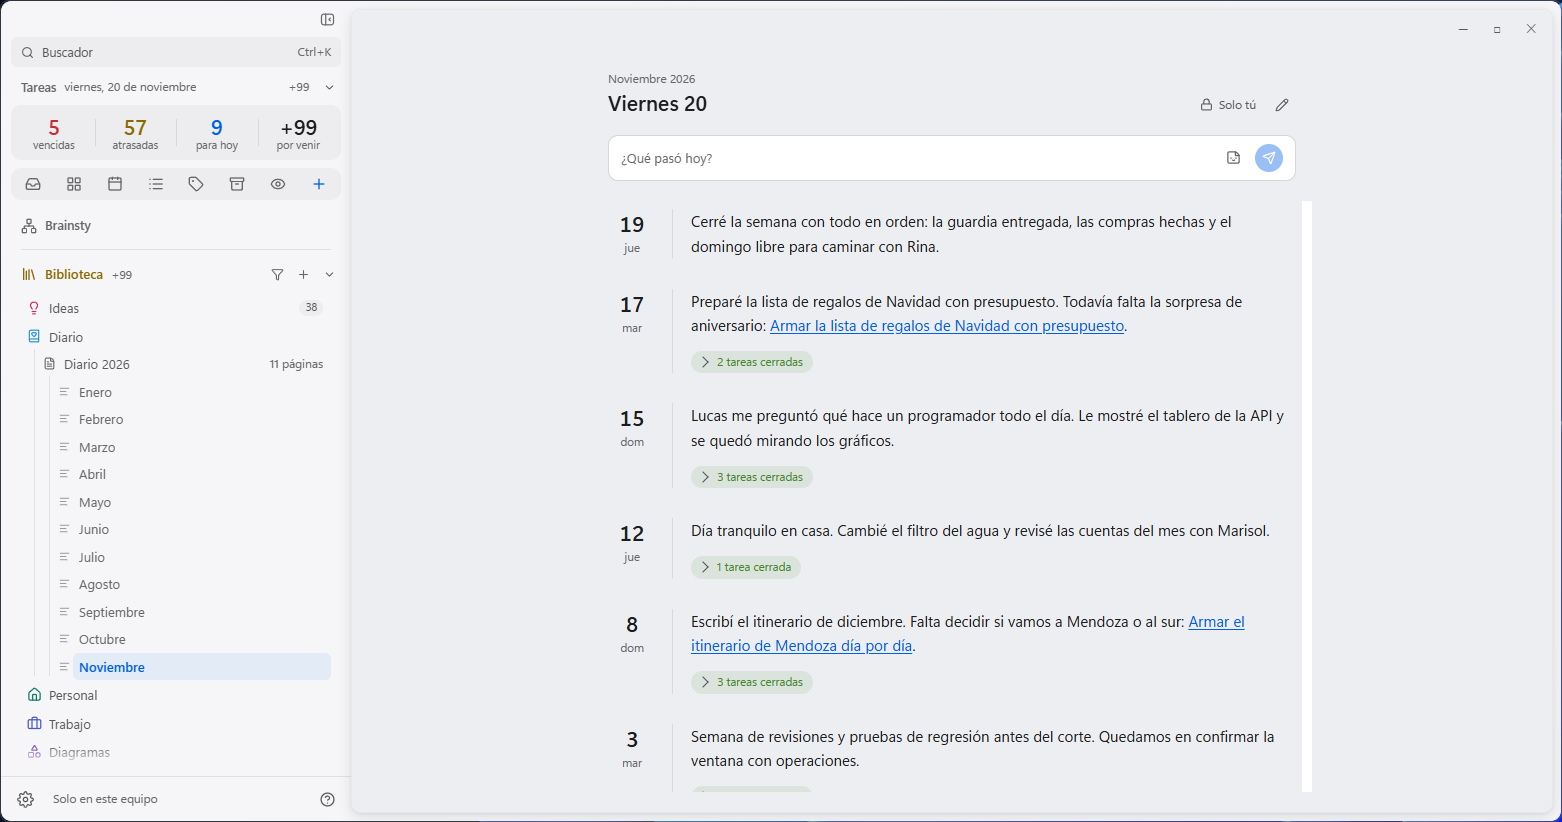 Buscador Ctrl+K
Tareas viernes, 20 de noviembre +99
5 57 9 +99
vencidas atrasadas para hoy por venir
Brainsty
Biblioteca +99
Ideas 38
Diario
Diario 2026 11 páginas
Enero
Febrero
Marzo
Abril
Mayo
Junio
Julio
Agosto
Septiembre
Octubre
Noviembre
Personal
Trabajo
Diagramas
Solo en este equipo
Noviembre 2026
Viernes 20
Solo tú
¿Qué pasó hoy?
19
jue
Cerré la semana con todo en orden: la guardia entregada, las compras hechas y el
domingo libre para caminar con Rina.
17
mar
Preparé la lista de regalos de Navidad con presupuesto. Todavía falta la sorpresa de
aniversario: Armar la lista de regalos de Navidad con presupuesto.
2 tareas cerradas
15
dom
Lucas me preguntó qué hace un programador todo el día. Le mostré el tablero de la API y
se quedó mirando los gráficos.
3 tareas cerradas
12
jue
Día tranquilo en casa. Cambié el filtro del agua y revisé las cuentas del mes con Marisol.
1 tarea cerrada
8
dom
Escribí el itinerario de diciembre. Falta decidir si vamos a Mendoza o al sur: Armar el
itinerario de Mendoza día por día.
3 tareas cerradas
3
mar
Semana de revisiones y pruebas de regresión antes del corte. Quedamos en confirmar la
ventana con operaciones.